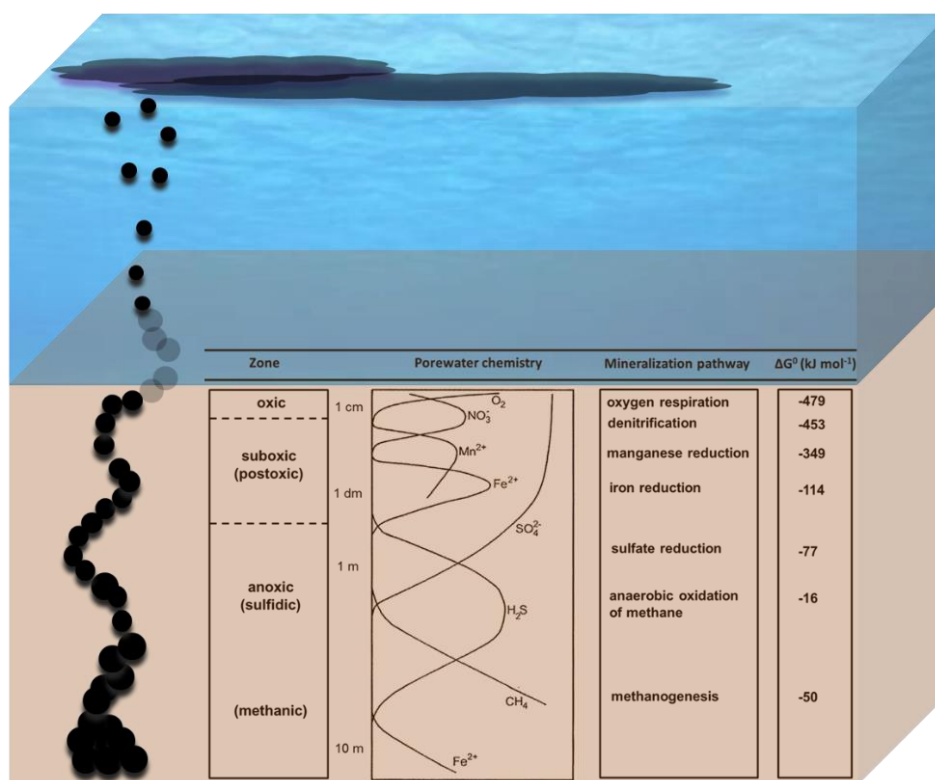 Zone Porewater chemistry Mineralization pathway ΔG⁰ (kJ mol⁻¹)
oxic 1 cm O₂ oxygen respiration -479
NO₃⁻ denitrification -453
suboxic
(postoxic)
Mn²⁺ manganese reduction -349
1 dm Fe²⁺ iron reduction -114
SO₄²⁻
sulfate reduction -77
1 m
anoxic
(sulfidic)
H₂S
anaerobic oxidation
of methane
-16
(methanic) CH₄ methanogenesis -50
10 m Fe²⁺